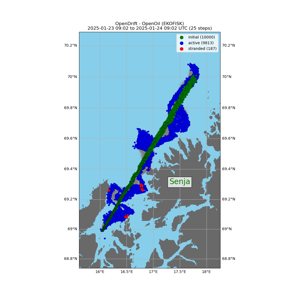 OpenDrift - OpenOil (EKOFISK)
2025-01-23 09:02 to 2025-01-24 09:02 UTC (25 steps)
initial (10000)
active (9813)
stranded (187)
70.2°N
70.2°N
70°N
70°N
69.8°N
69.8°N
69.6°N
69.6°N
69.4°N
69.4°N
Senja
69.2°N
69.2°N
69°N
69°N
68.8°N
68.8°N
16°E
16.5°E
17°E
17.5°E
18°E